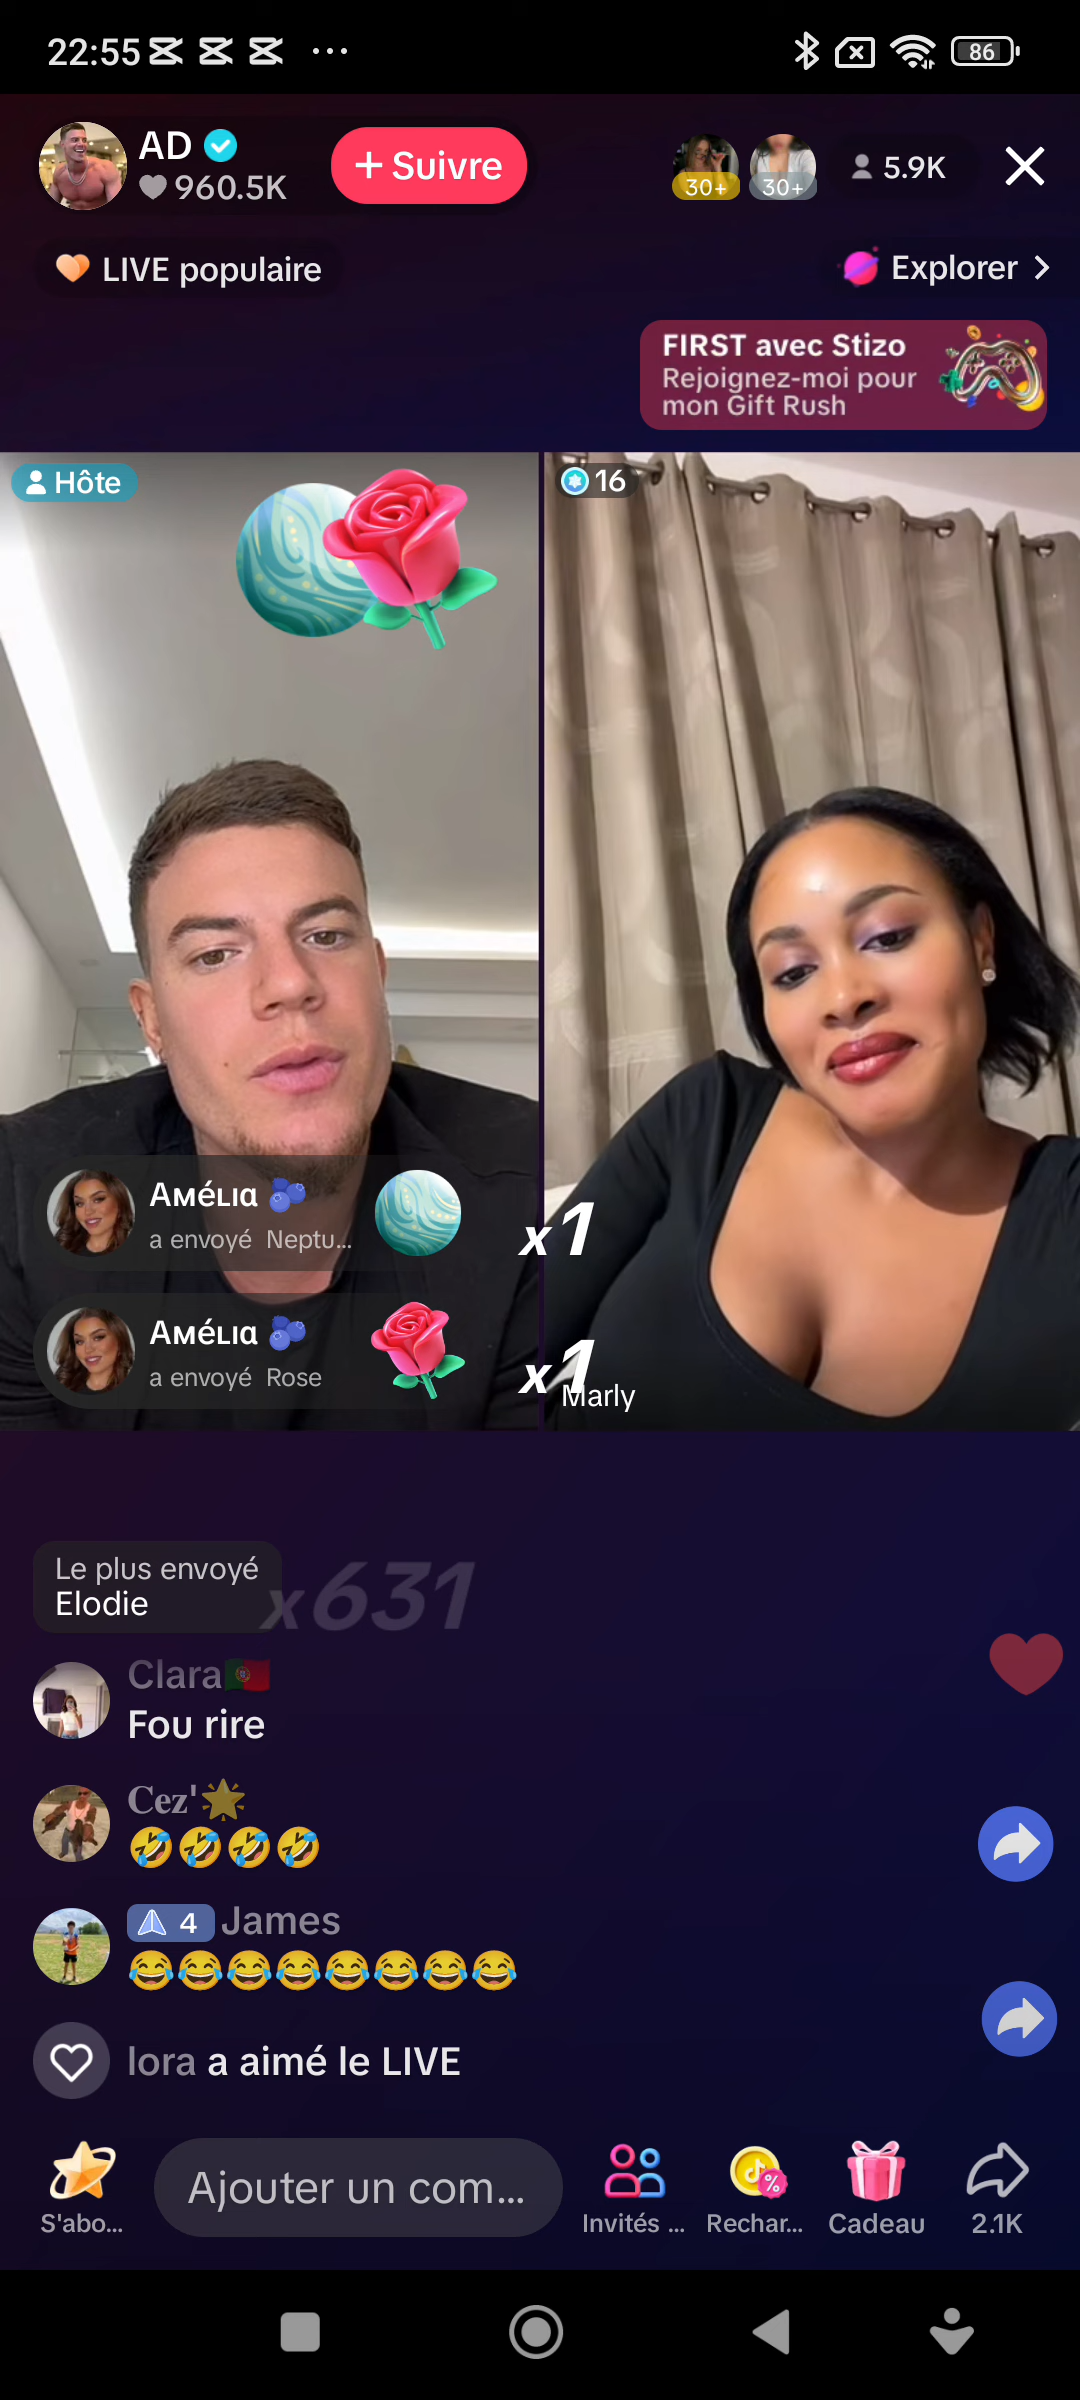 22:55
86
AD
960.5K
+ Suivre
30+
30+
5.9K
LIVE populaire
Explorer >
FIRST avec Stizo
Rejoignez-moi pour
mon Gift Rush
Hôte
16
Aмéʟια 🫐
a envoyé Neptu...
x1
Aмéʟια 🫐
a envoyé Rose
x1
Marly
Le plus envoyé
Elodie
x631
Clara🇵🇹
Fou rire
𝐂𝐞𝐳'🌟
🤣🤣🤣🤣
4 James
😂😂😂😂😂😂😂😂
lora a aimé le LIVE
S'abo...
Ajouter un com...
Invités ...
Rechar...
Cadeau
2.1K